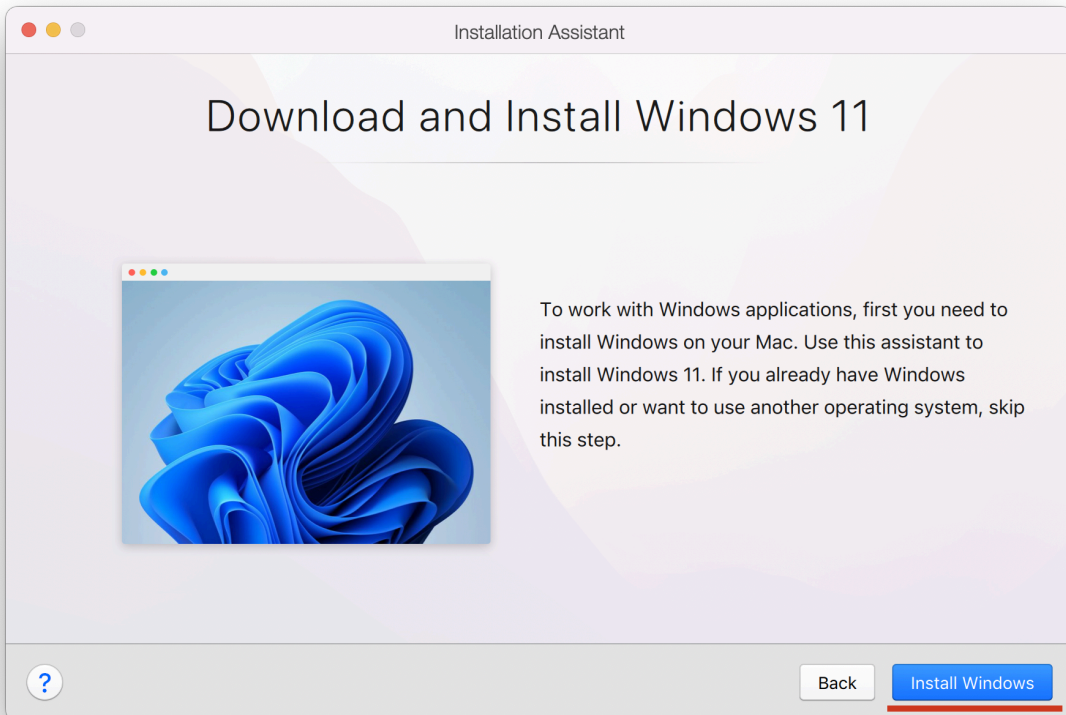 Installation Assistant
Download and Install Windows 11
To work with Windows applications, first you need to
install Windows on your Mac. Use this assistant to
install Windows 11. If you already have Windows
installed or want to use another operating system, skip
this step.
?
Back
Install Windows